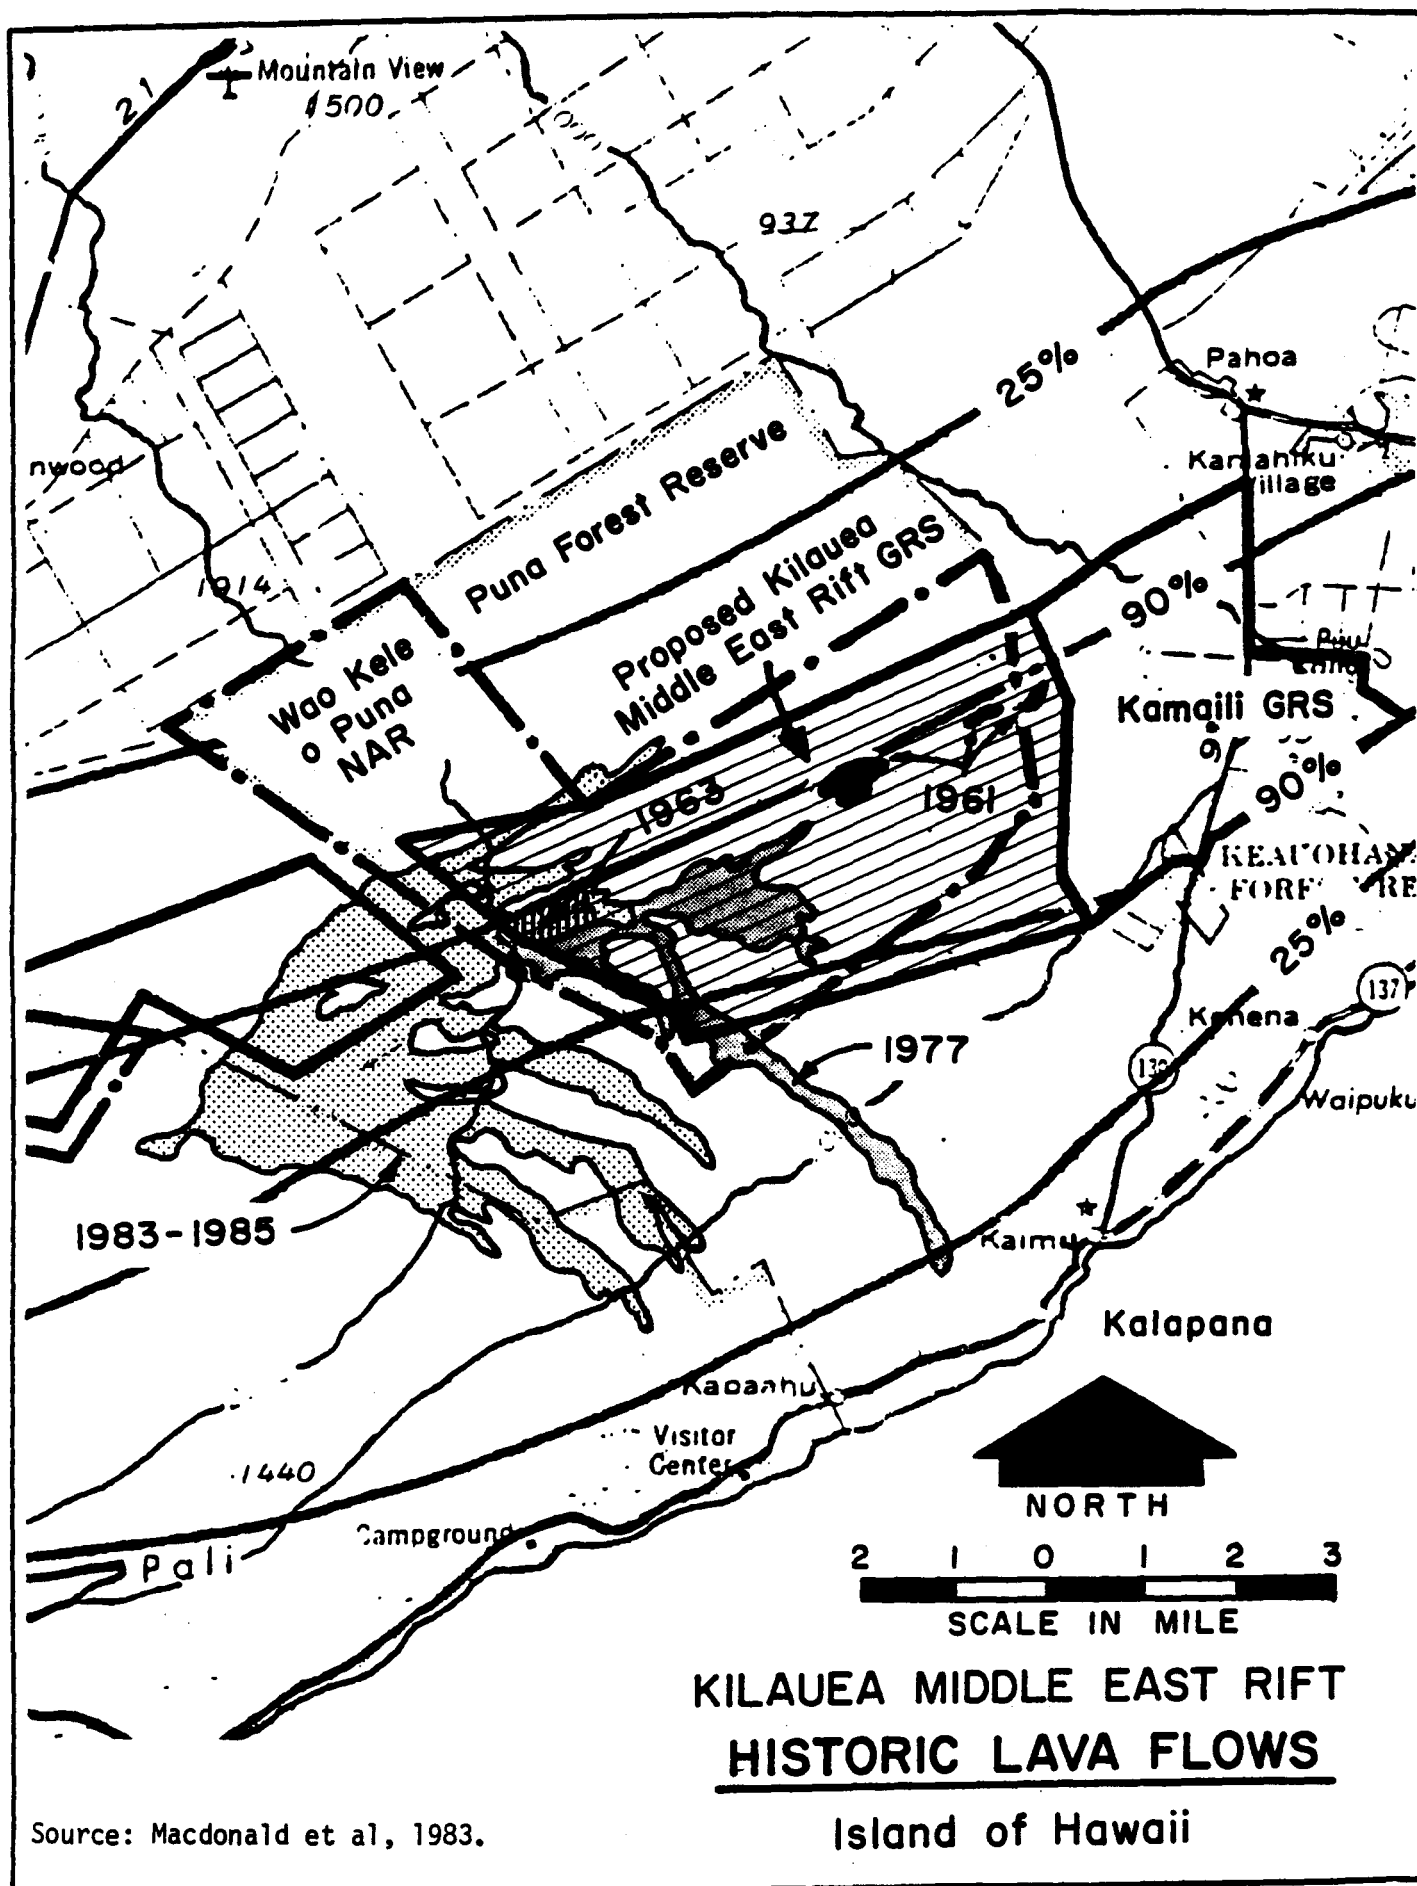 21
Mountain View
1500
937
25%
Pahoa
nwood
Puna Forest Reserve
Kamahiku
Village
1914
Proposed Kilauea
Middle East Rift GRS
90%
Wao Kele
o Puna
NAR
Kamaili GRS
1963
1961
90%
25%
137
Kehena
1977
Waipuku
1983-1985
Kaimu
Kalapana
Visitor
Center
1440
NORTH
Campground
Pali
2 1 0 1 2 3
SCALE IN MILE
KILAUEA MIDDLE EAST RIFT
HISTORIC LAVA FLOWS
Island of Hawaii
Source: Macdonald et al, 1983.